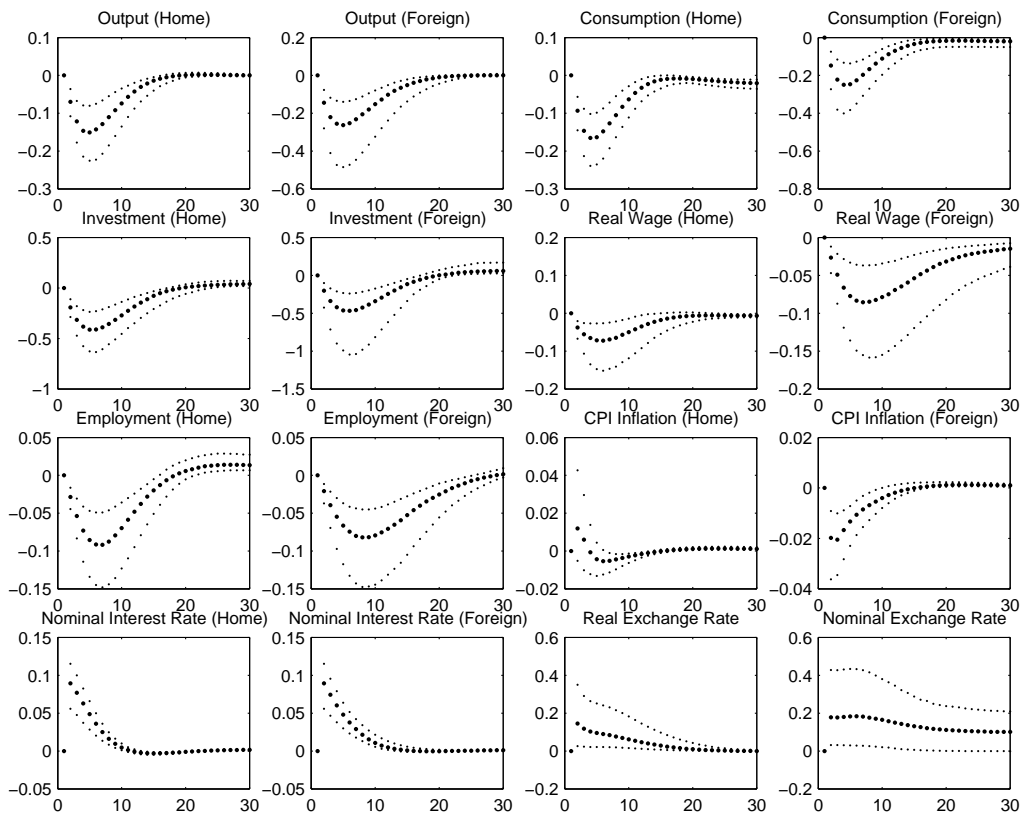 Output (Home)
0.1
0
−0.1
−0.2
−0.3
0 10 20 30
Output (Foreign)
0.2
0
−0.2
−0.4
−0.6
0 10 20 30
Consumption (Home)
0.1
0
−0.1
−0.2
−0.3
0 10 20 30
Consumption (Foreign)
0
−0.2
−0.4
−0.6
−0.8
0 10 20 30
Investment (Home)
0.5
0
−0.5
−1
0 10 20 30
Investment (Foreign)
0.5
0
−0.5
−1
−1.5
0 10 20 30
Real Wage (Home)
0.2
0.1
0
−0.1
−0.2
0 10 20 30
Real Wage (Foreign)
0
−0.05
−0.1
−0.15
−0.2
0 10 20 30
Employment (Home)
0.05
0
−0.05
−0.1
−0.15
0 10 20 30
Employment (Foreign)
0.05
0
−0.05
−0.1
−0.15
0 10 20 30
CPI Inflation (Home)
0.06
0.04
0.02
0
−0.02
0 10 20 30
CPI Inflation (Foreign)
0.02
0
−0.02
−0.04
0 10 20 30
Nominal Interest Rate (Home)
0.15
0.1
0.05
0
−0.05
0 10 20 30
Nominal Interest Rate (Foreign)
0.15
0.1
0.05
0
−0.05
0 10 20 30
Real Exchange Rate
0.6
0.4
0.2
0
−0.2
0 10 20 30
Nominal Exchange Rate
0.6
0.4
0.2
0
−0.2
0 10 20 30